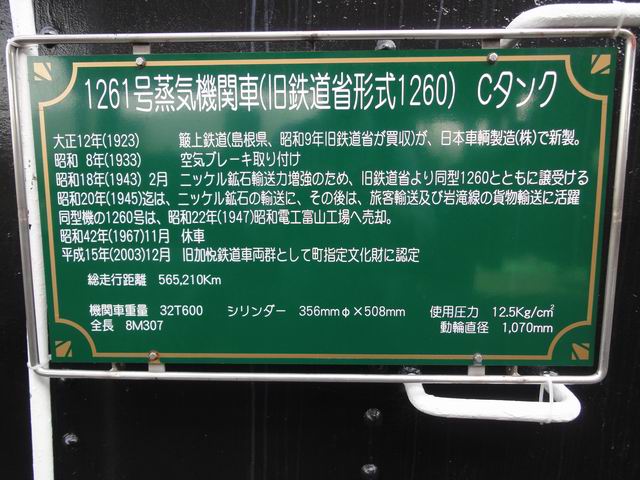 1261号蒸気機関車(旧鉄道省形式1260) Cタンク
大正12年(1923) 簸上鉄道(島根県、昭和9年旧鉄道省が買収)が、日本車輌製造(株)で新製。
昭和 8年(1933) 空気ブレーキ取り付け
昭和18年(1943) 2月 ニッケル鉱石輸送力増強のため、旧鉄道省より同型1260とともに譲受ける
昭和20年(1945)迄は、ニッケル鉱石の輸送に、その後は、旅客輸送及び岩滝線の貨物輸送に活躍
同型機の1260号は、昭和22年(1947)昭和電工富山工場へ売却。
昭和42年(1967)11月 休車
平成15年(2003)12月 旧加悦鉄道車両群として町指定文化財に認定
総走行距離 565,210Km
機関車重量 32T600 シリンダー 356mmφ×508mm 使用圧力 12.5Kg/c㎡
全長 8M307 動輪直径 1,070mm